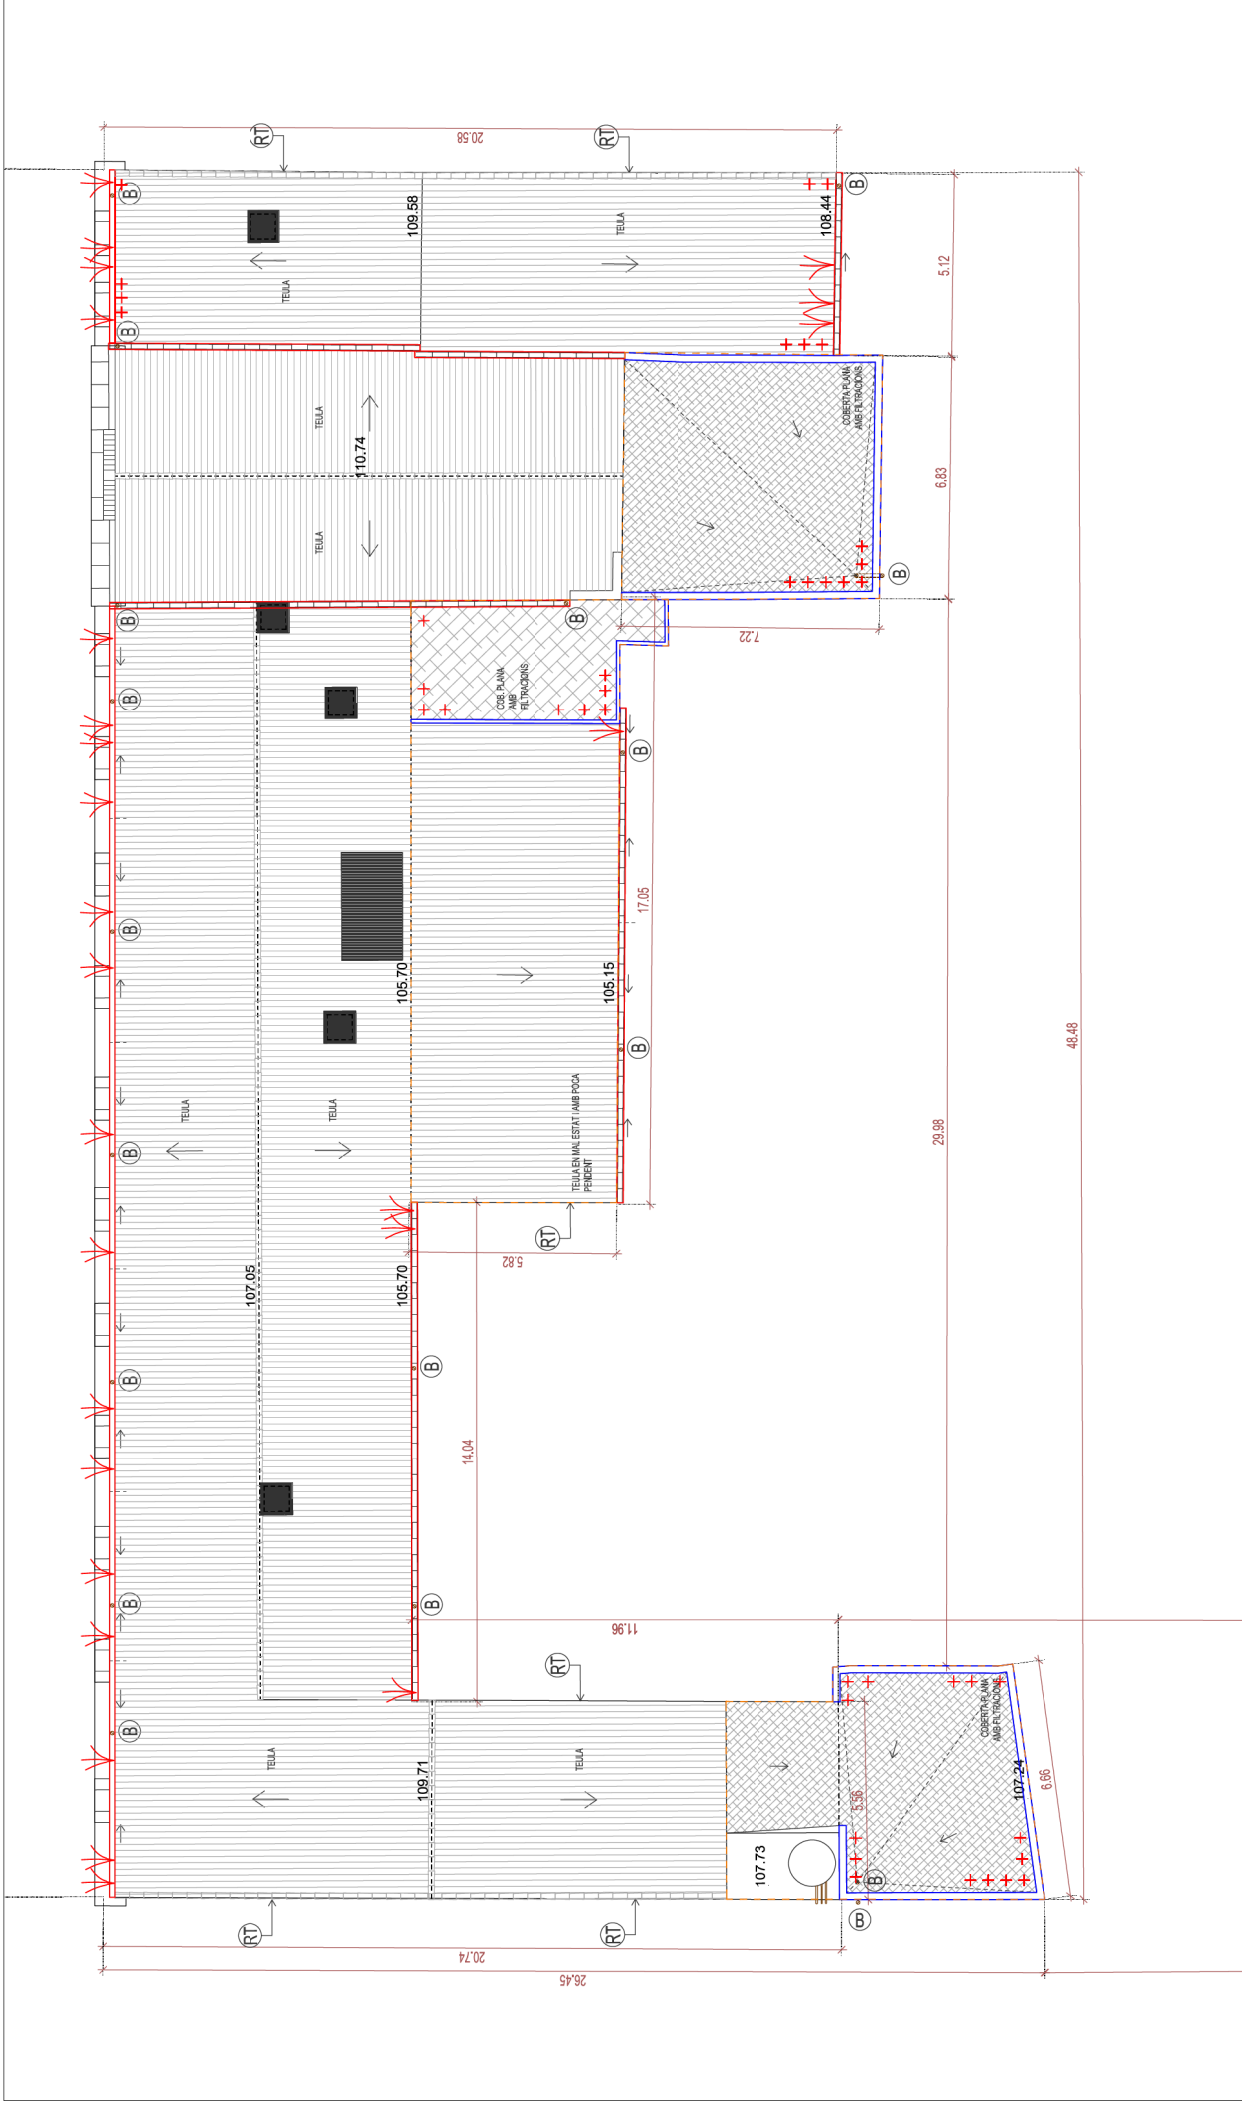 20.58
RT
RT
B
B
109.58
108.44
B
TEULA
TEULA
5.12
TEULA
110.74
TEULA
COBERTA PLANA
AMB FILTRACIONS
6.83
B
7.22
B
B
B
COB. PLANA
AMB
FILTRACIONS
B
B
105.70
105.15
17.05
B
B
TEULA
TEULA
TEULA EN MAL ESTAT I AMB POCA
PENDENT
29.98
48.48
RT
5.82
107.05
105.70
B
B
14.04
B
B
11.96
RT
B
TEULA
109.71
TEULA
COBERTA PLANA
AMB FILTRACIONS
107.24
5.56
6.66
107.73
B
B
RT
RT
20.74
26.45